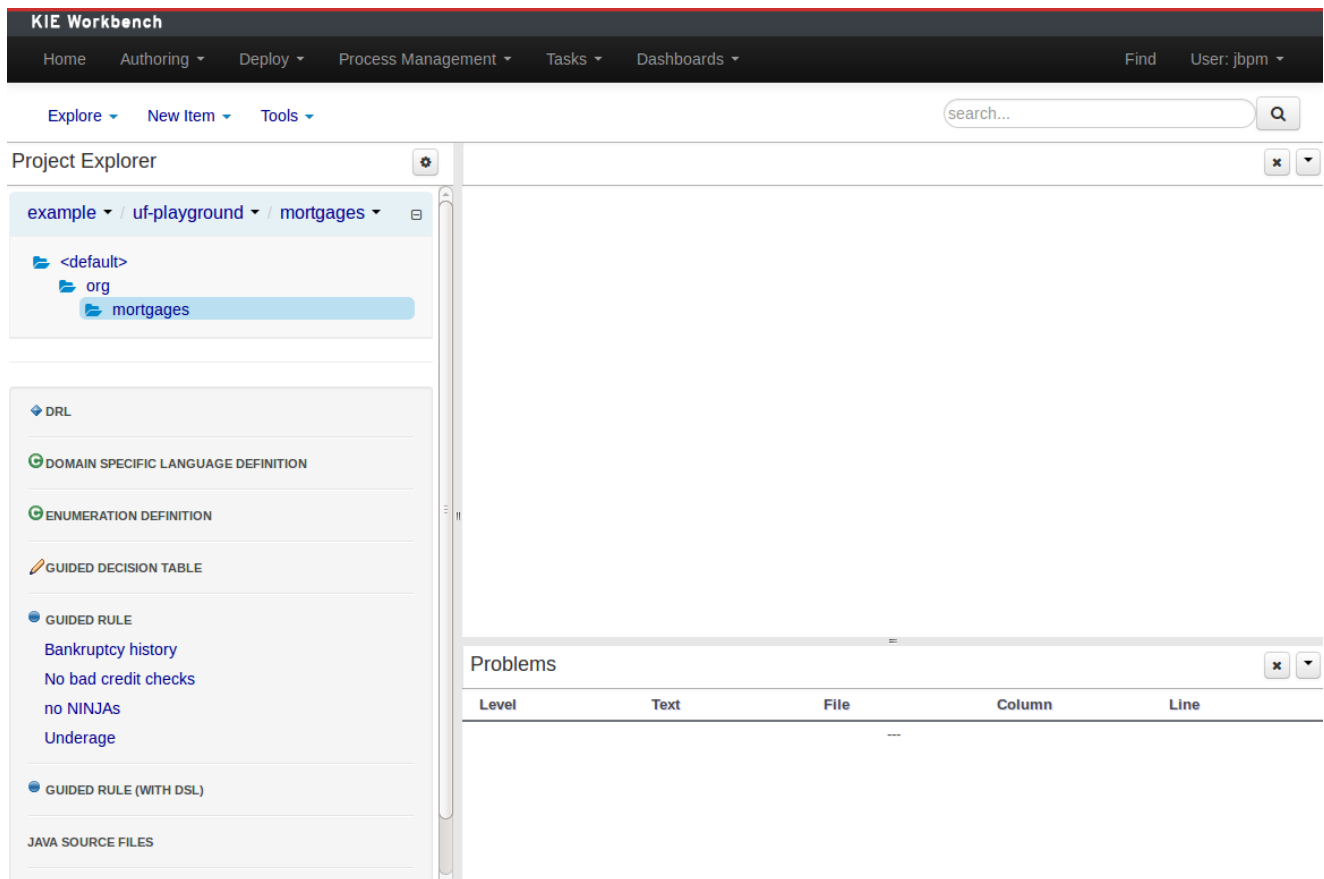 KIE Workbench
Home Authoring Deploy Process Management Tasks Dashboards Find User: jbpm
Explore New Item Tools search...
Project Explorer
example / uf-playground / mortgages
<default>
org
mortgages
DRL
DOMAIN SPECIFIC LANGUAGE DEFINITION
ENUMERATION DEFINITION
GUIDED DECISION TABLE
GUIDED RULE
Bankruptcy history
No bad credit checks
no NINJAs
Underage
GUIDED RULE (WITH DSL)
JAVA SOURCE FILES
Problems
Level Text File Column Line
---